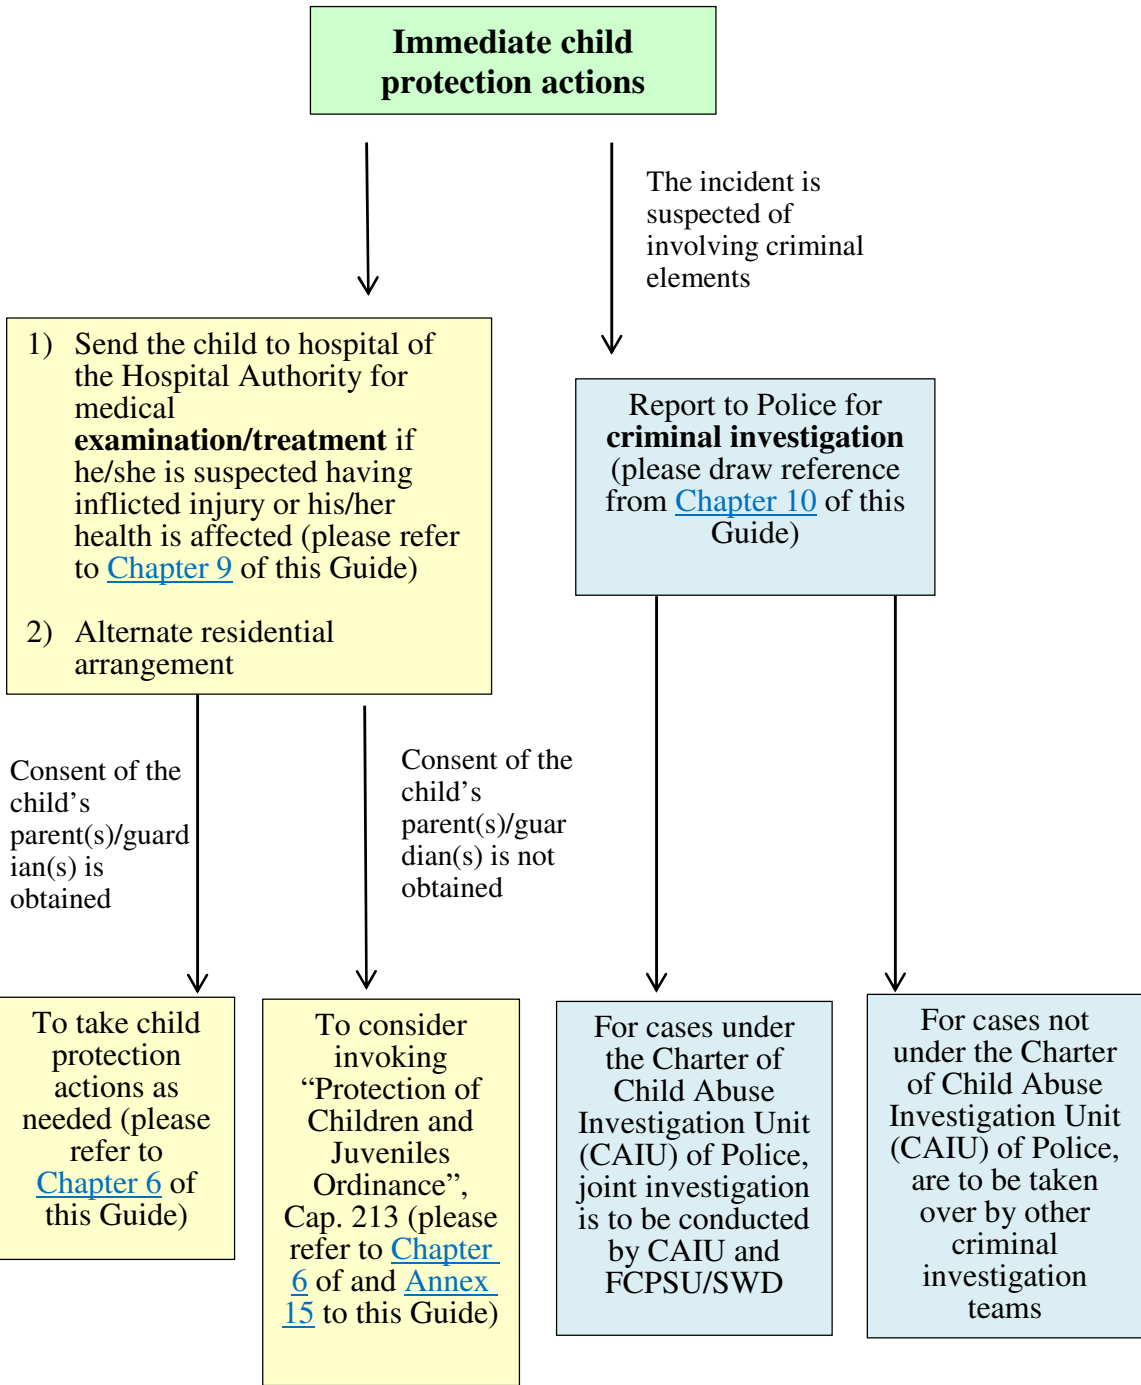 Immediate child
protection actions
The incident is
suspected of
involving criminal
elements
1) Send the child to hospital of
the Hospital Authority for
medical
examination/treatment if
he/she is suspected having
inflicted injury or his/her
health is affected (please refer
to Chapter 9 of this Guide)
2) Alternate residential
arrangement
Report to Police for
criminal investigation
(please draw reference
from Chapter 10 of this
Guide)
Consent of the
child’s
parent(s)/guard
ian(s) is
obtained
Consent of the
child’s
parent(s)/guar
dian(s) is not
obtained
To take child
protection
actions as
needed (please
refer to
Chapter 6 of
this Guide)
To consider
invoking
“Protection of
Children and
Juveniles
Ordinance”,
Cap. 213 (please
refer to Chapter
6 of and Annex
15 to this Guide)
For cases under
the Charter of
Child Abuse
Investigation Unit
(CAIU) of Police,
joint investigation
is to be conducted
by CAIU and
FCPSU/SWD
For cases not
under the Charter
of Child Abuse
Investigation Unit
(CAIU) of Police,
are to be taken
over by other
criminal
investigation
teams